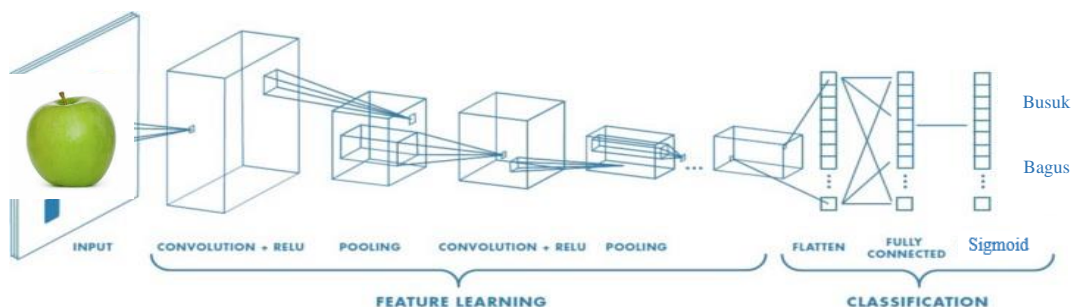 Busuk
Bagus
INPUT
CONVOLUTION + RELU
POOLING
CONVOLUTION + RELU
POOLING
FLATTEN
FULLY
CONNECTED
Sigmoid
FEATURE LEARNING
CLASSIFICATION